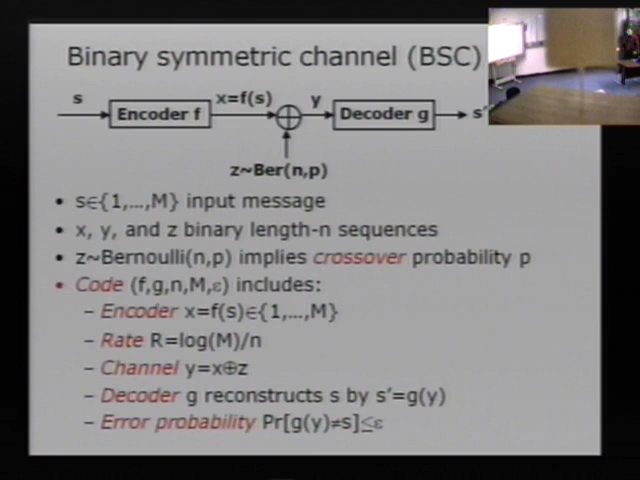 Binary symmetric channel (BSC)
s
Encoder f
x=f(s)
y
Decoder g
s'
z~Ber(n,p)
• s∈{1,...,M} input message
• x, y, and z binary length-n sequences
• z~Bernoulli(n,p) implies crossover probability p
• Code (f,g,n,M,ε) includes:
– Encoder x=f(s)∈{1,...,M}
– Rate R=log(M)/n
– Channel y=x⊕z
– Decoder g reconstructs s by s'=g(y)
– Error probability Pr[g(y)≠s]≤ε